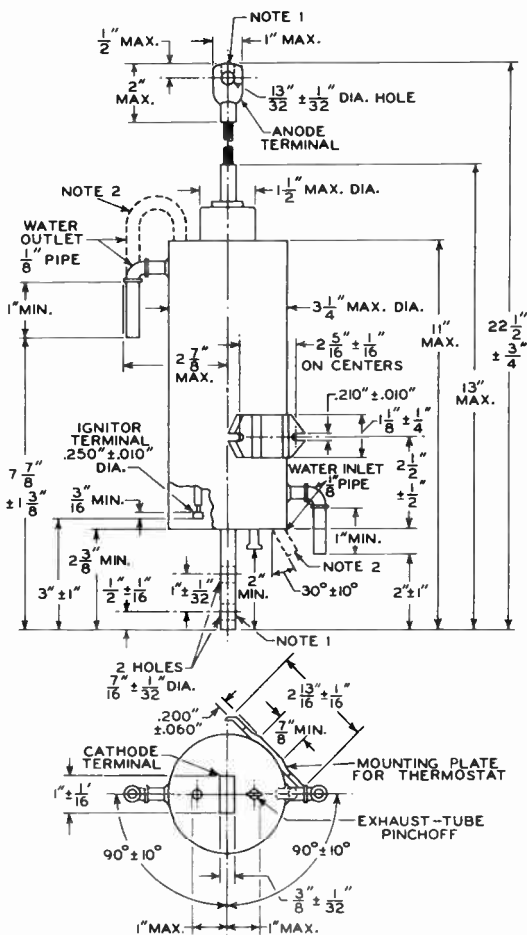 NOTE 1
1/2" MAX.
1" MAX.
2" MAX.
13/32" ± 1/32" DIA. HOLE
ANODE
TERMINAL
NOTE 2
1 1/2" MAX. DIA.
WATER
OUTLET
1/8" PIPE
1" MIN.
3 1/4" MAX. DIA.
11" MAX.
22 1/2" ± 3/4"
13" MAX.
2 7/8" MAX.
2 5/16" ± 1/16"
ON CENTERS
.210" ±.010"
1 1/8" ± 1/4"
IGNITOR
TERMINAL
.250" ±.010"
DIA.
WATER INLET
1/8" PIPE
2 1/2" ± 1/2"
7 7/8" ± 1 3/8"
3/16" MIN.
1" MIN.
2 3/8" MIN.
NOTE 2
3" ± 1"
1/2" ± 1/16"
1" ± 1/32"
2" MIN.
30° ± 10°
2" ± 1"
NOTE 1
2 HOLES
7/16" ± 1/32" DIA.
2 13/16" ± 1/16"
.200"
±.060"
7/8" MIN.
CATHODE
TERMINAL
MOUNTING PLATE
FOR THERMOSTAT
1" ± 1/16'
EXHAUST-TUBE
PINCHOFF
90° ± 10°
90° ± 10°
3/8" ± 1/32"
1" MAX.
1" MAX.